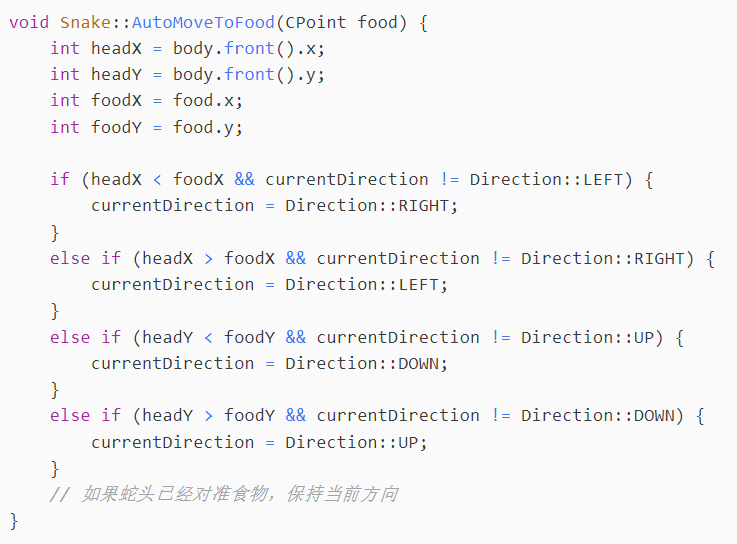 void Snake::AutoMoveToFood(CPoint food) {
    int headX = body.front().x;
    int headY = body.front().y;
    int foodX = food.x;
    int foodY = food.y;

    if (headX < foodX && currentDirection != Direction::LEFT) {
        currentDirection = Direction::RIGHT;
    }
    else if (headX > foodX && currentDirection != Direction::RIGHT) {
        currentDirection = Direction::LEFT;
    }
    else if (headY < foodY && currentDirection != Direction::UP) {
        currentDirection = Direction::DOWN;
    }
    else if (headY > foodY && currentDirection != Direction::DOWN) {
        currentDirection = Direction::UP;
    }
    // 如果蛇头已经对准食物，保持当前方向
}